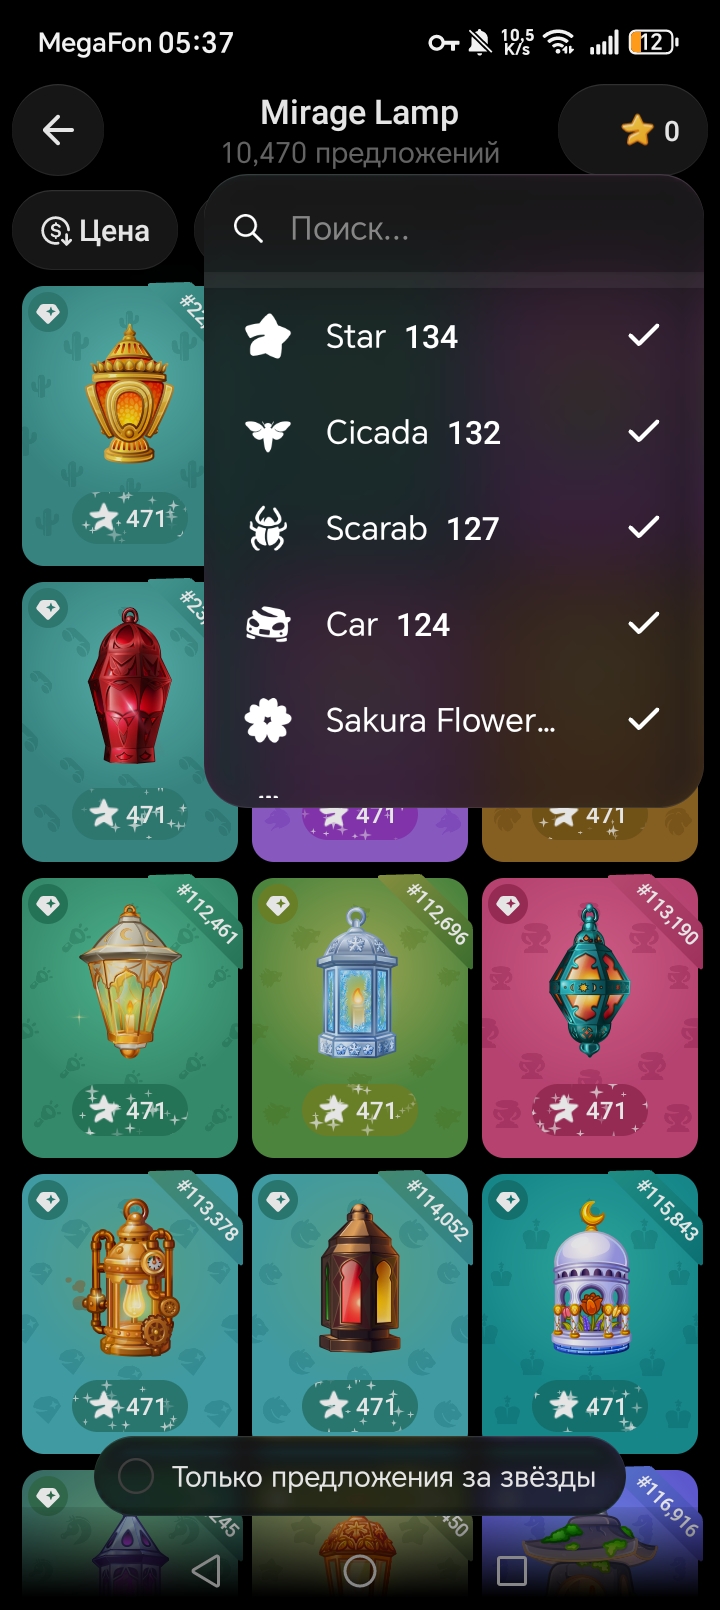 MegaFon 05:37
10,5 K/s
12
Mirage Lamp
10,470 предложений
0
Цена
Поиск...
Star 134
Cicada 132
Scarab 127
Car 124
Sakura Flower...
471
471
471
471
#112,461
#112,696
#113,190
471
471
471
#113,378
#114,052
#115,843
471
471
471
Только предложения за звёзды
#116,916